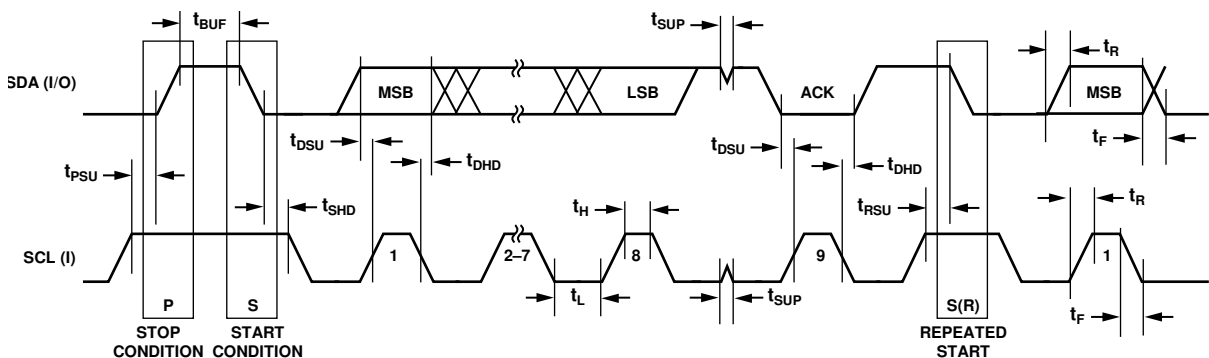 tBUF
tSUP
tR
SDA (I/O)
MSB
LSB
ACK
MSB
tDSU
tDHD
tDSU
tDHD
tF
tPSU
tSHD
tH
tRSU
tR
SCL (I)
1
2–7
8
9
1
tL
tSUP
tF
P
S
S(R)
STOP
CONDITION
START
CONDITION
REPEATED
START